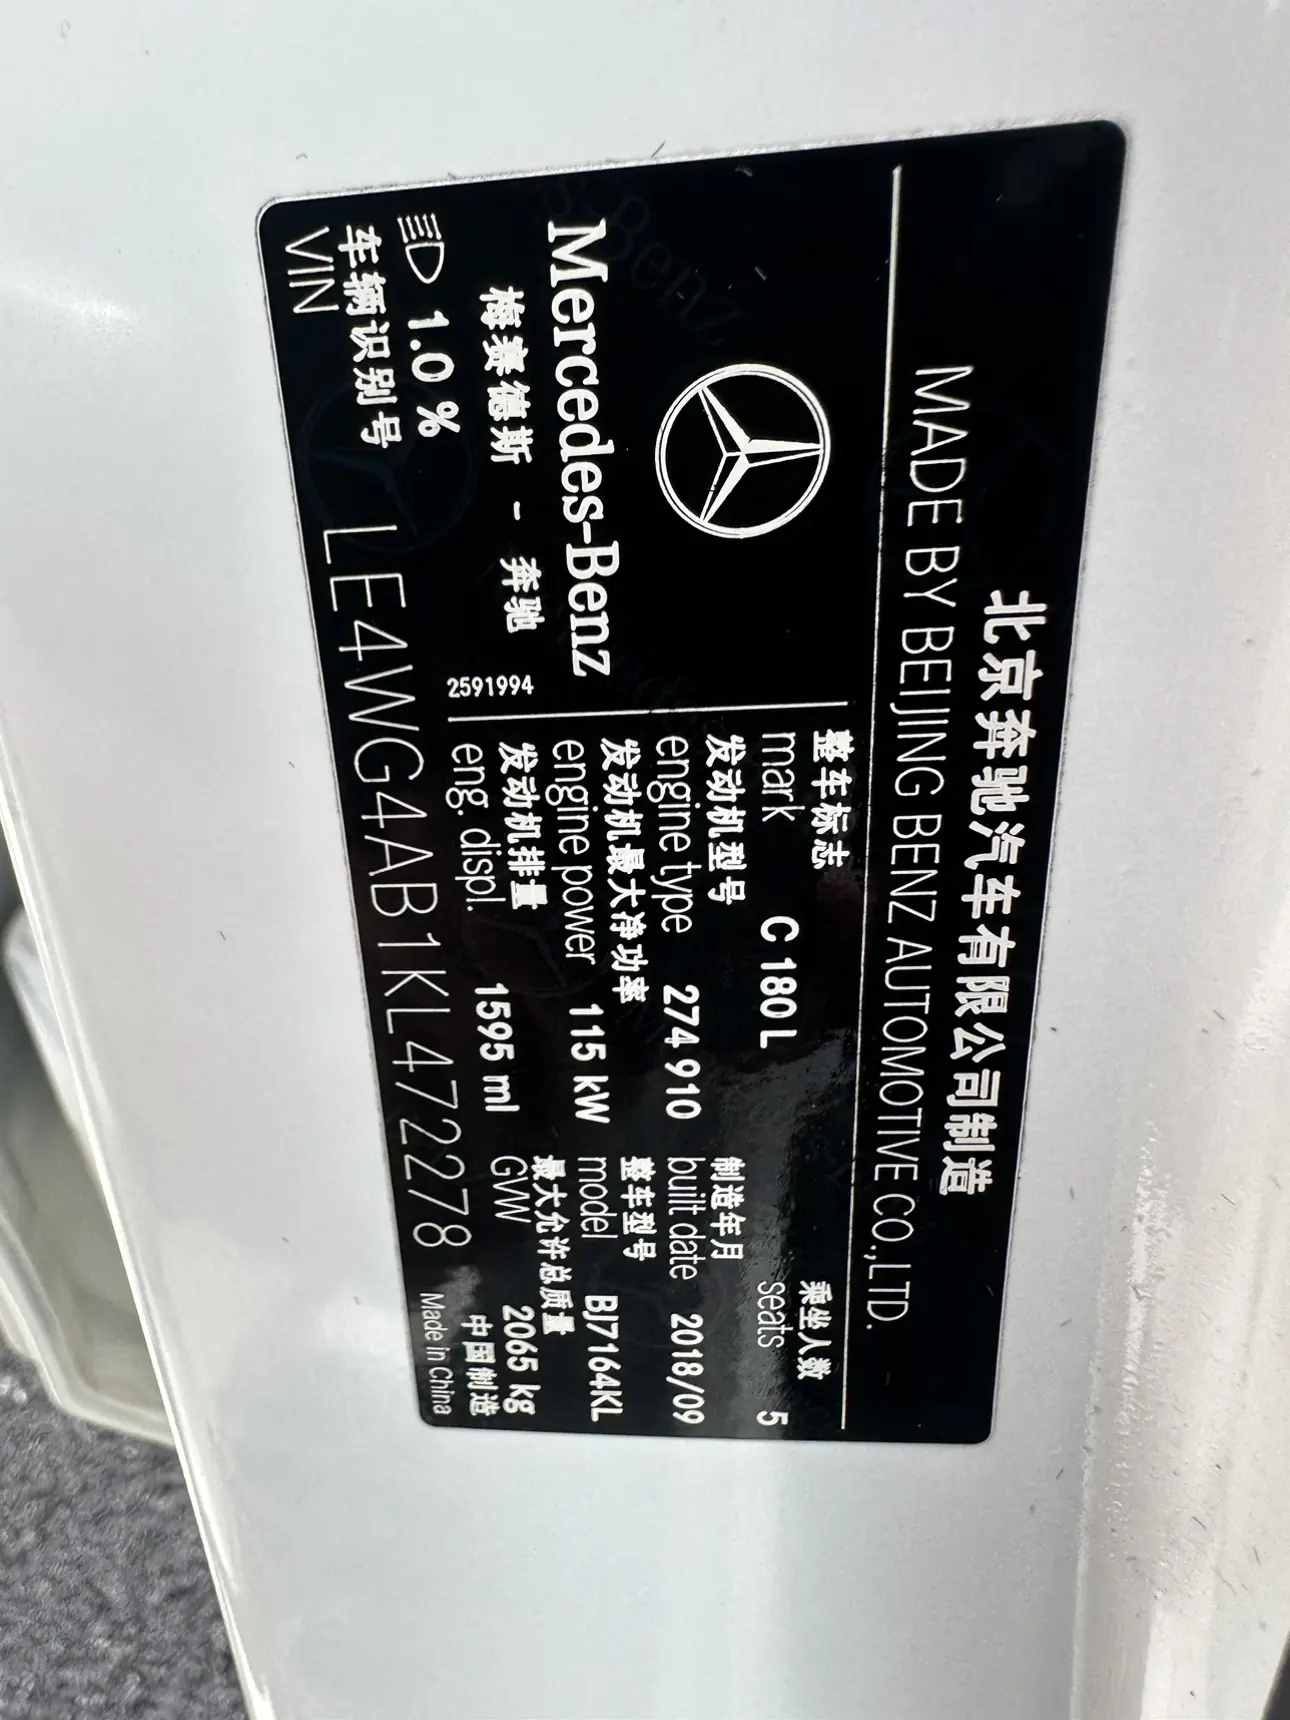 北京奔驰汽车有限公司制造
MADE BY BEIJING BENZ AUTOMOTIVE CO.,LTD.
Mercedes-Benz
梅赛德斯 - 奔驰
2591994
整车标志
mark C 180 L
乘坐人数
seats 5
发动机型号
engine type 274 910
制造年月
built date 2018/09
发动机最大净功率
engine power 115 kW
整车型号
model BJ7164KL
发动机排量
eng. displ. 1595 ml
最大允许总质量
GVW 2065 kg
1.0 %
车辆识别号
VIN LE4WG4AB1KL472278
中国制造
Made in China